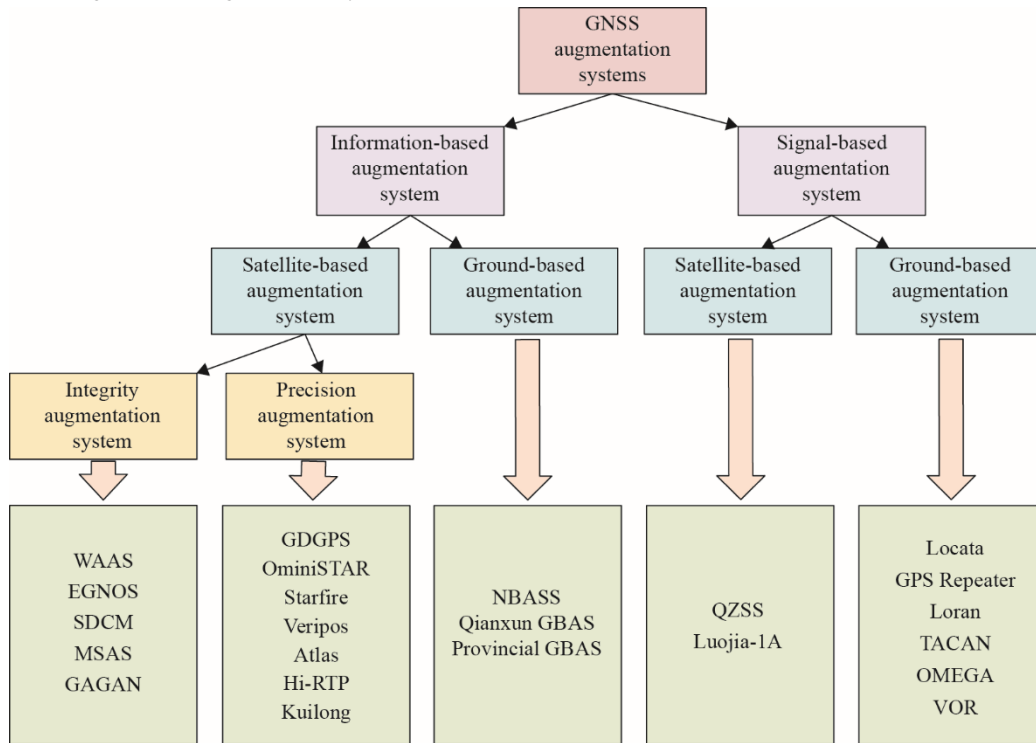 GNSS
augmentation
systems
Information-based
augmentation
system
Signal-based
augmentation
system
Satellite-based
augmentation
system
Ground-based
augmentation
system
Satellite-based
augmentation
system
Ground-based
augmentation
system
Integrity
augmentation
system
Precision
augmentation
system
WAAS
EGNOS
SDCM
MSAS
GAGAN
GDGPS
OminiSTAR
Starfire
Veripos
Atlas
Hi-RTP
Kuilong
NBASS
Qianxun GBAS
Provincial GBAS
QZSS
Luojia-1A
Locata
GPS Repeater
Loran
TACAN
OMEGA
VOR